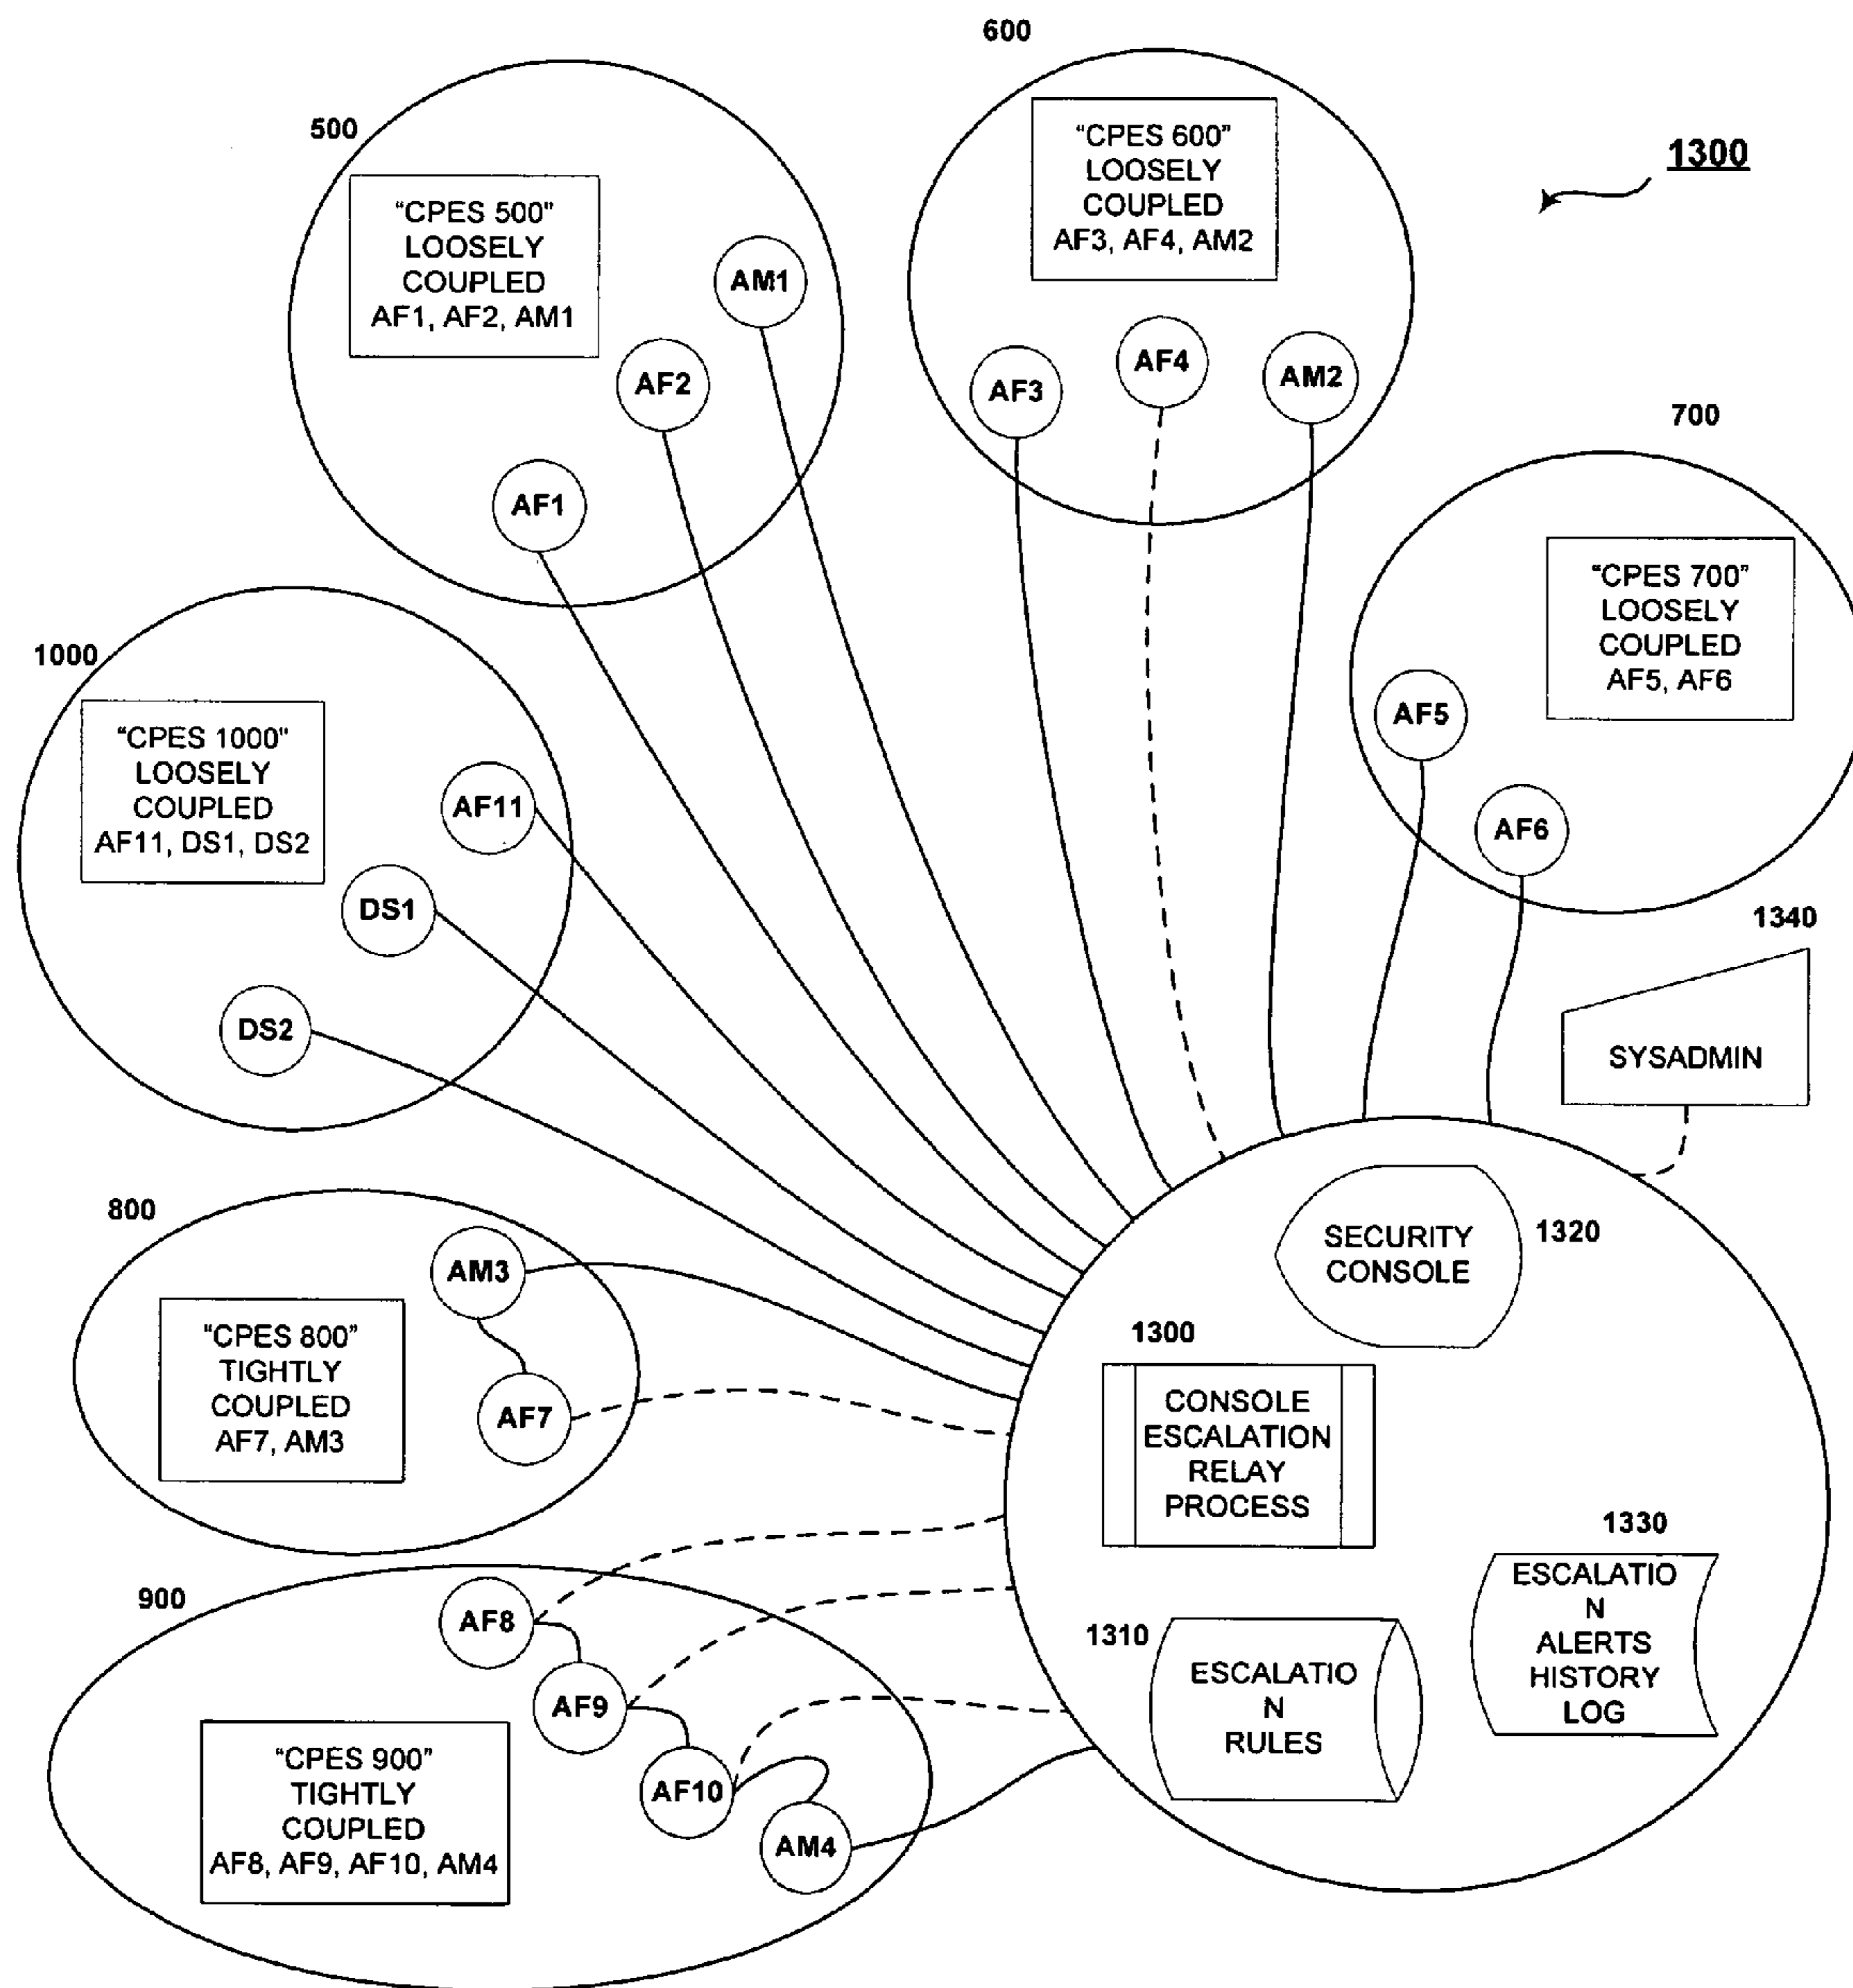 600
500
"CPES 600"
LOOSELY
COUPLED
AF3, AF4, AM2
1300
"CPES 500"
LOOSELY
COUPLED
AF1, AF2, AM1
AM1
AF2
AF1
AF3
AF4
AM2
700
"CPES 700"
LOOSELY
COUPLED
AF5, AF6
AF5
AF6
1000
"CPES 1000"
LOOSELY
COUPLED
AF11, DS1, DS2
AF11
DS1
DS2
1340
SYSADMIN
800
AM3
"CPES 800"
TIGHTLY
COUPLED
AF7, AM3
AF7
SECURITY
CONSOLE
1320
1300
CONSOLE
ESCALATION
RELAY
PROCESS
1330
ESCALATIO
N
ALERTS
HISTORY
LOG
1310
ESCALATIO
N
RULES
900
AF8
AF9
AF10
AM4
"CPES 900"
TIGHTLY
COUPLED
AF8, AF9, AF10, AM4